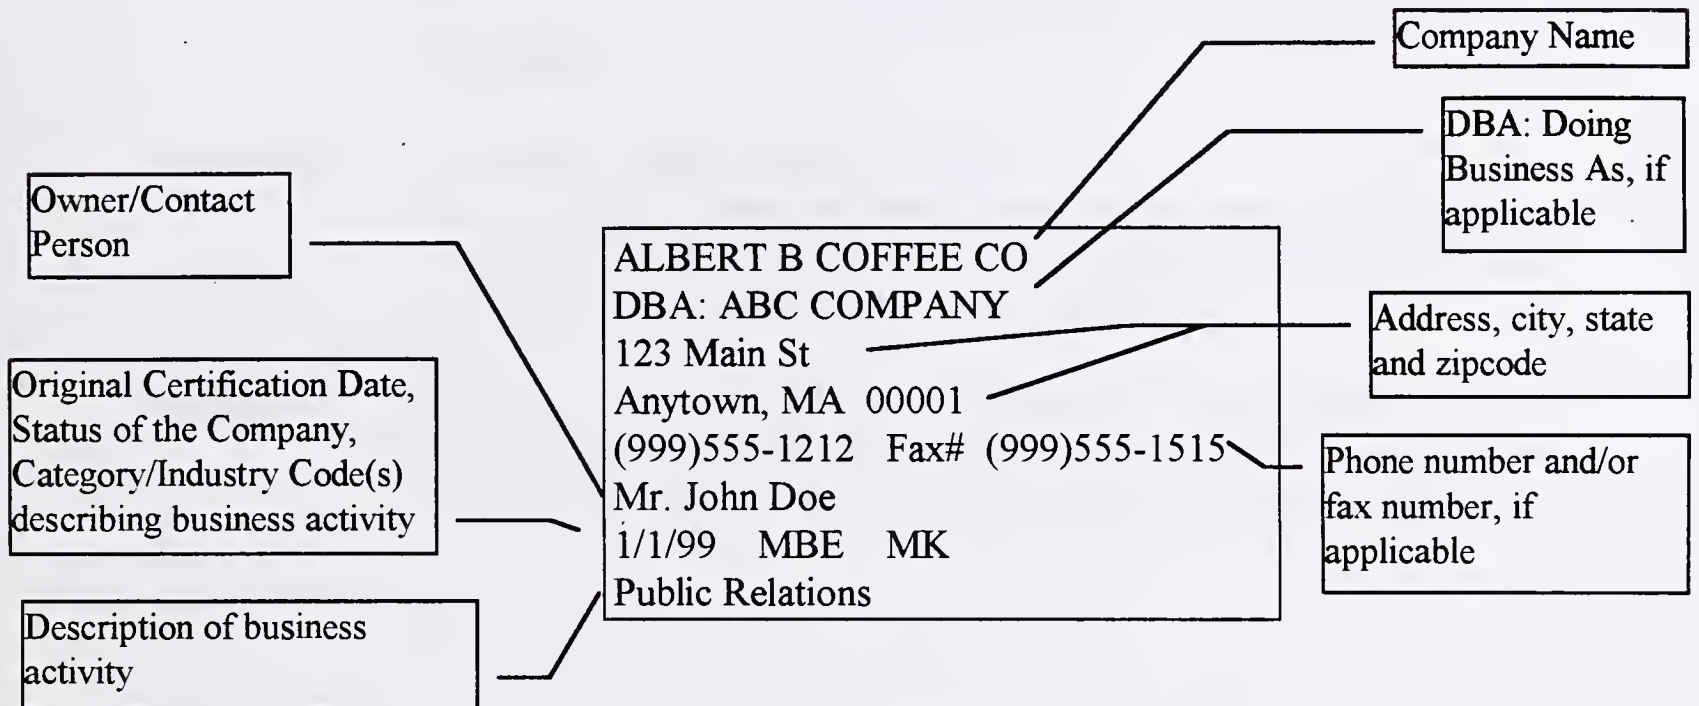 Company Name
DBA: Doing
Business As, if
applicable
Owner/Contact
Person
ALBERT B COFFEE CO
DBA: ABC COMPANY
123 Main St
Anytown, MA 00001
(999)555-1212 Fax# (999)555-1515
Mr. John Doe
1/1/99 MBE MK
Public Relations
Address, city, state
and zipcode
Original Certification Date,
Status of the Company,
Category/Industry Code(s)
describing business activity
Phone number and/or
fax number, if
applicable
Description of business
activity